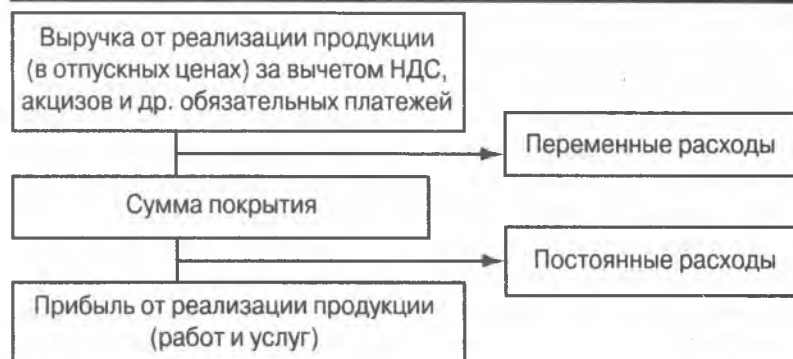 Выручка от реализации продукции
(в отпускных ценах) за вычетом НДС,
акцизов и др. обязательных платежей
Переменные расходы
Сумма покрытия
Постоянные расходы
Прибыль от реализации продукции
(работ и услуг)